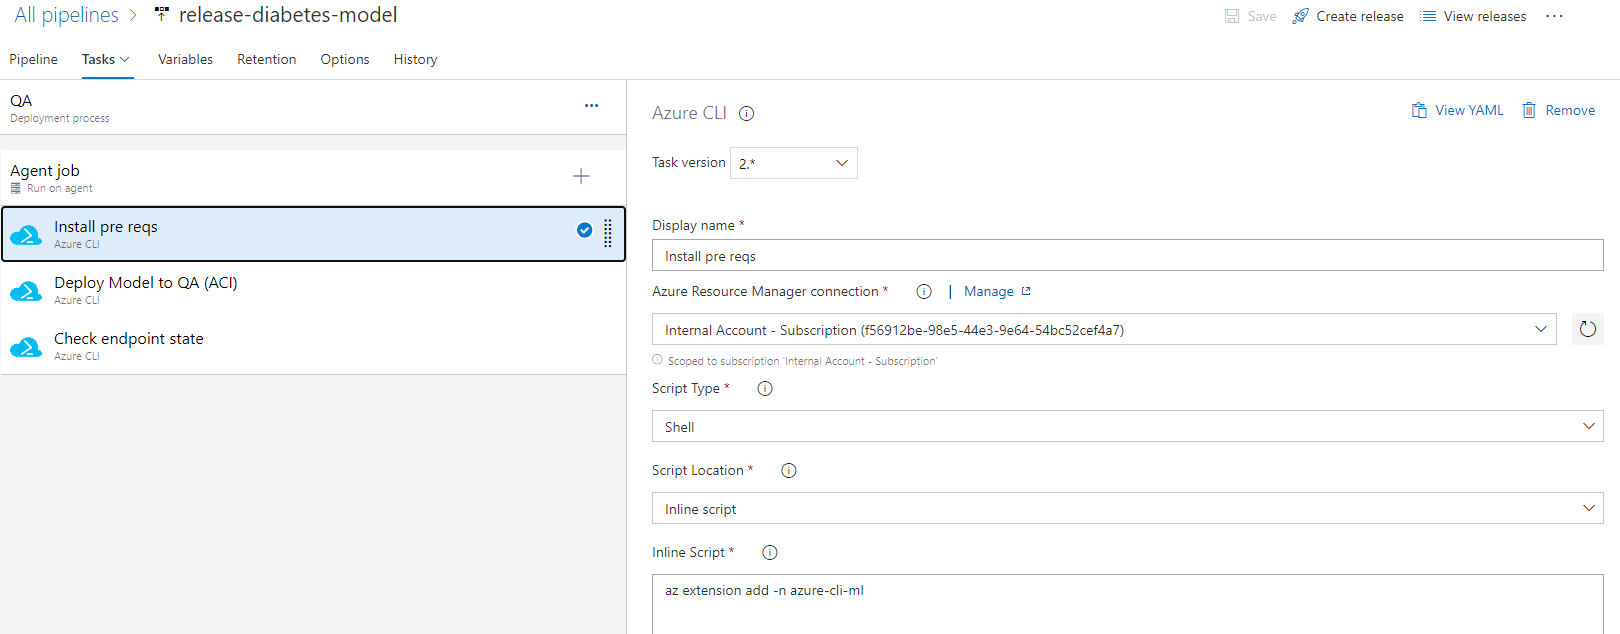 All pipelines > release-diabetes-model
Save Create release View releases ...
Pipeline Tasks Variables Retention Options History
QA
Deployment process
Agent job
Run on agent
Install pre reqs
Azure CLI
Deploy Model to QA (ACI)
Azure CLI
Check endpoint state
Azure CLI
Azure CLI
View YAML Remove
Task version 2.*
Display name *
Install pre reqs
Azure Resource Manager connection * | Manage
Internal Account - Subscription (f56912be-98e5-44e3-9e64-54bc52cef4a7)
Scoped to subscription 'Internal Account - Subscription'
Script Type *
Shell
Script Location *
Inline script
Inline Script *
az extension add -n azure-cli-ml